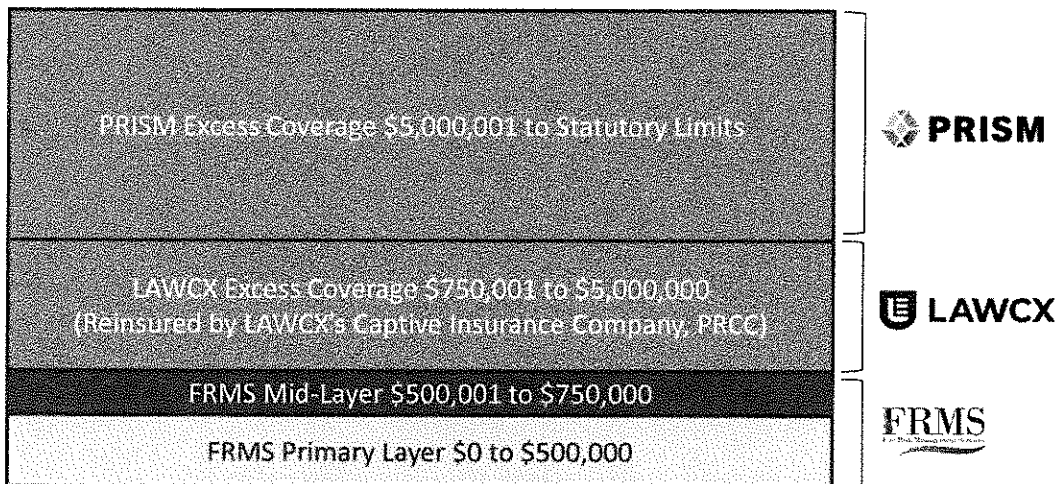 PRISM Excess Coverage $5,000,001 to Statutory Limits
PRISM
LAWCX Excess Coverage $750,001 to $5,000,000
(Reinsured by LAWCX's Captive Insurance Company, PRCC)
LAWCX
FRMS Mid-Layer $500,001 to $750,000
FRMS Primary Layer $0 to $500,000
FRMS